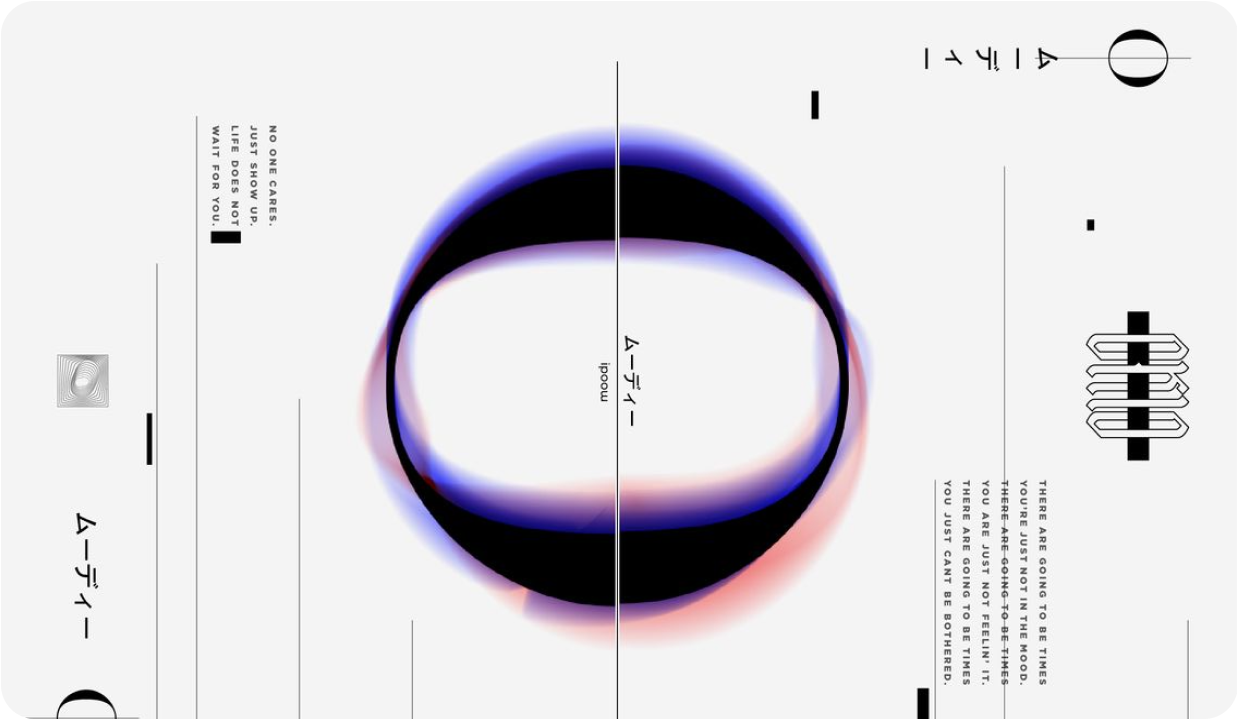 ムーディー
NO ONE CARES.
JUST SHOW UP.
LIFE DOES NOT
WAIT FOR YOU.
ムーディー
moodi
ムーディー
THERE ARE GOING TO BE TIMES
YOU'RE JUST NOT IN THE MOOD.
THERE ARE GOING TO BE TIMES
YOU ARE JUST NOT FEELIN' IT.
THERE ARE GOING TO BE TIMES
YOU JUST CANT BE BOTHERED.